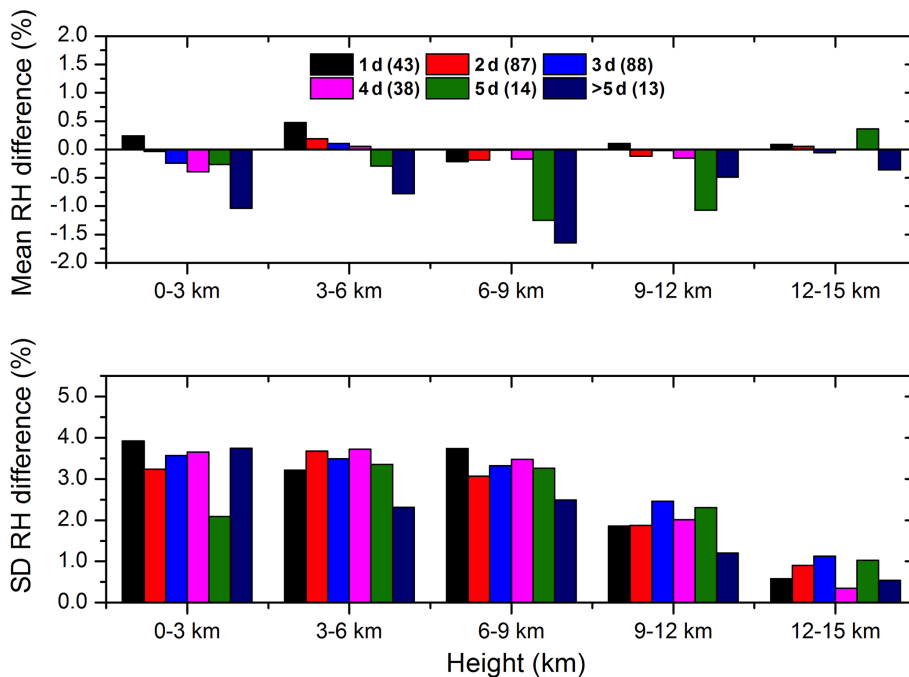 Mean RH difference (%)
2.0
1.5
1.0
0.5
0.0
-0.5
-1.0
-1.5
-2.0
1 d (43) 2 d (87) 3 d (88)
4 d (38) 5 d (14) >5 d (13)
0-3 km 3-6 km 6-9 km 9-12 km 12-15 km
SD RH difference (%)
5.0
4.0
3.0
2.0
1.0
0.0
0-3 km 3-6 km 6-9 km 9-12 km 12-15 km
Height (km)